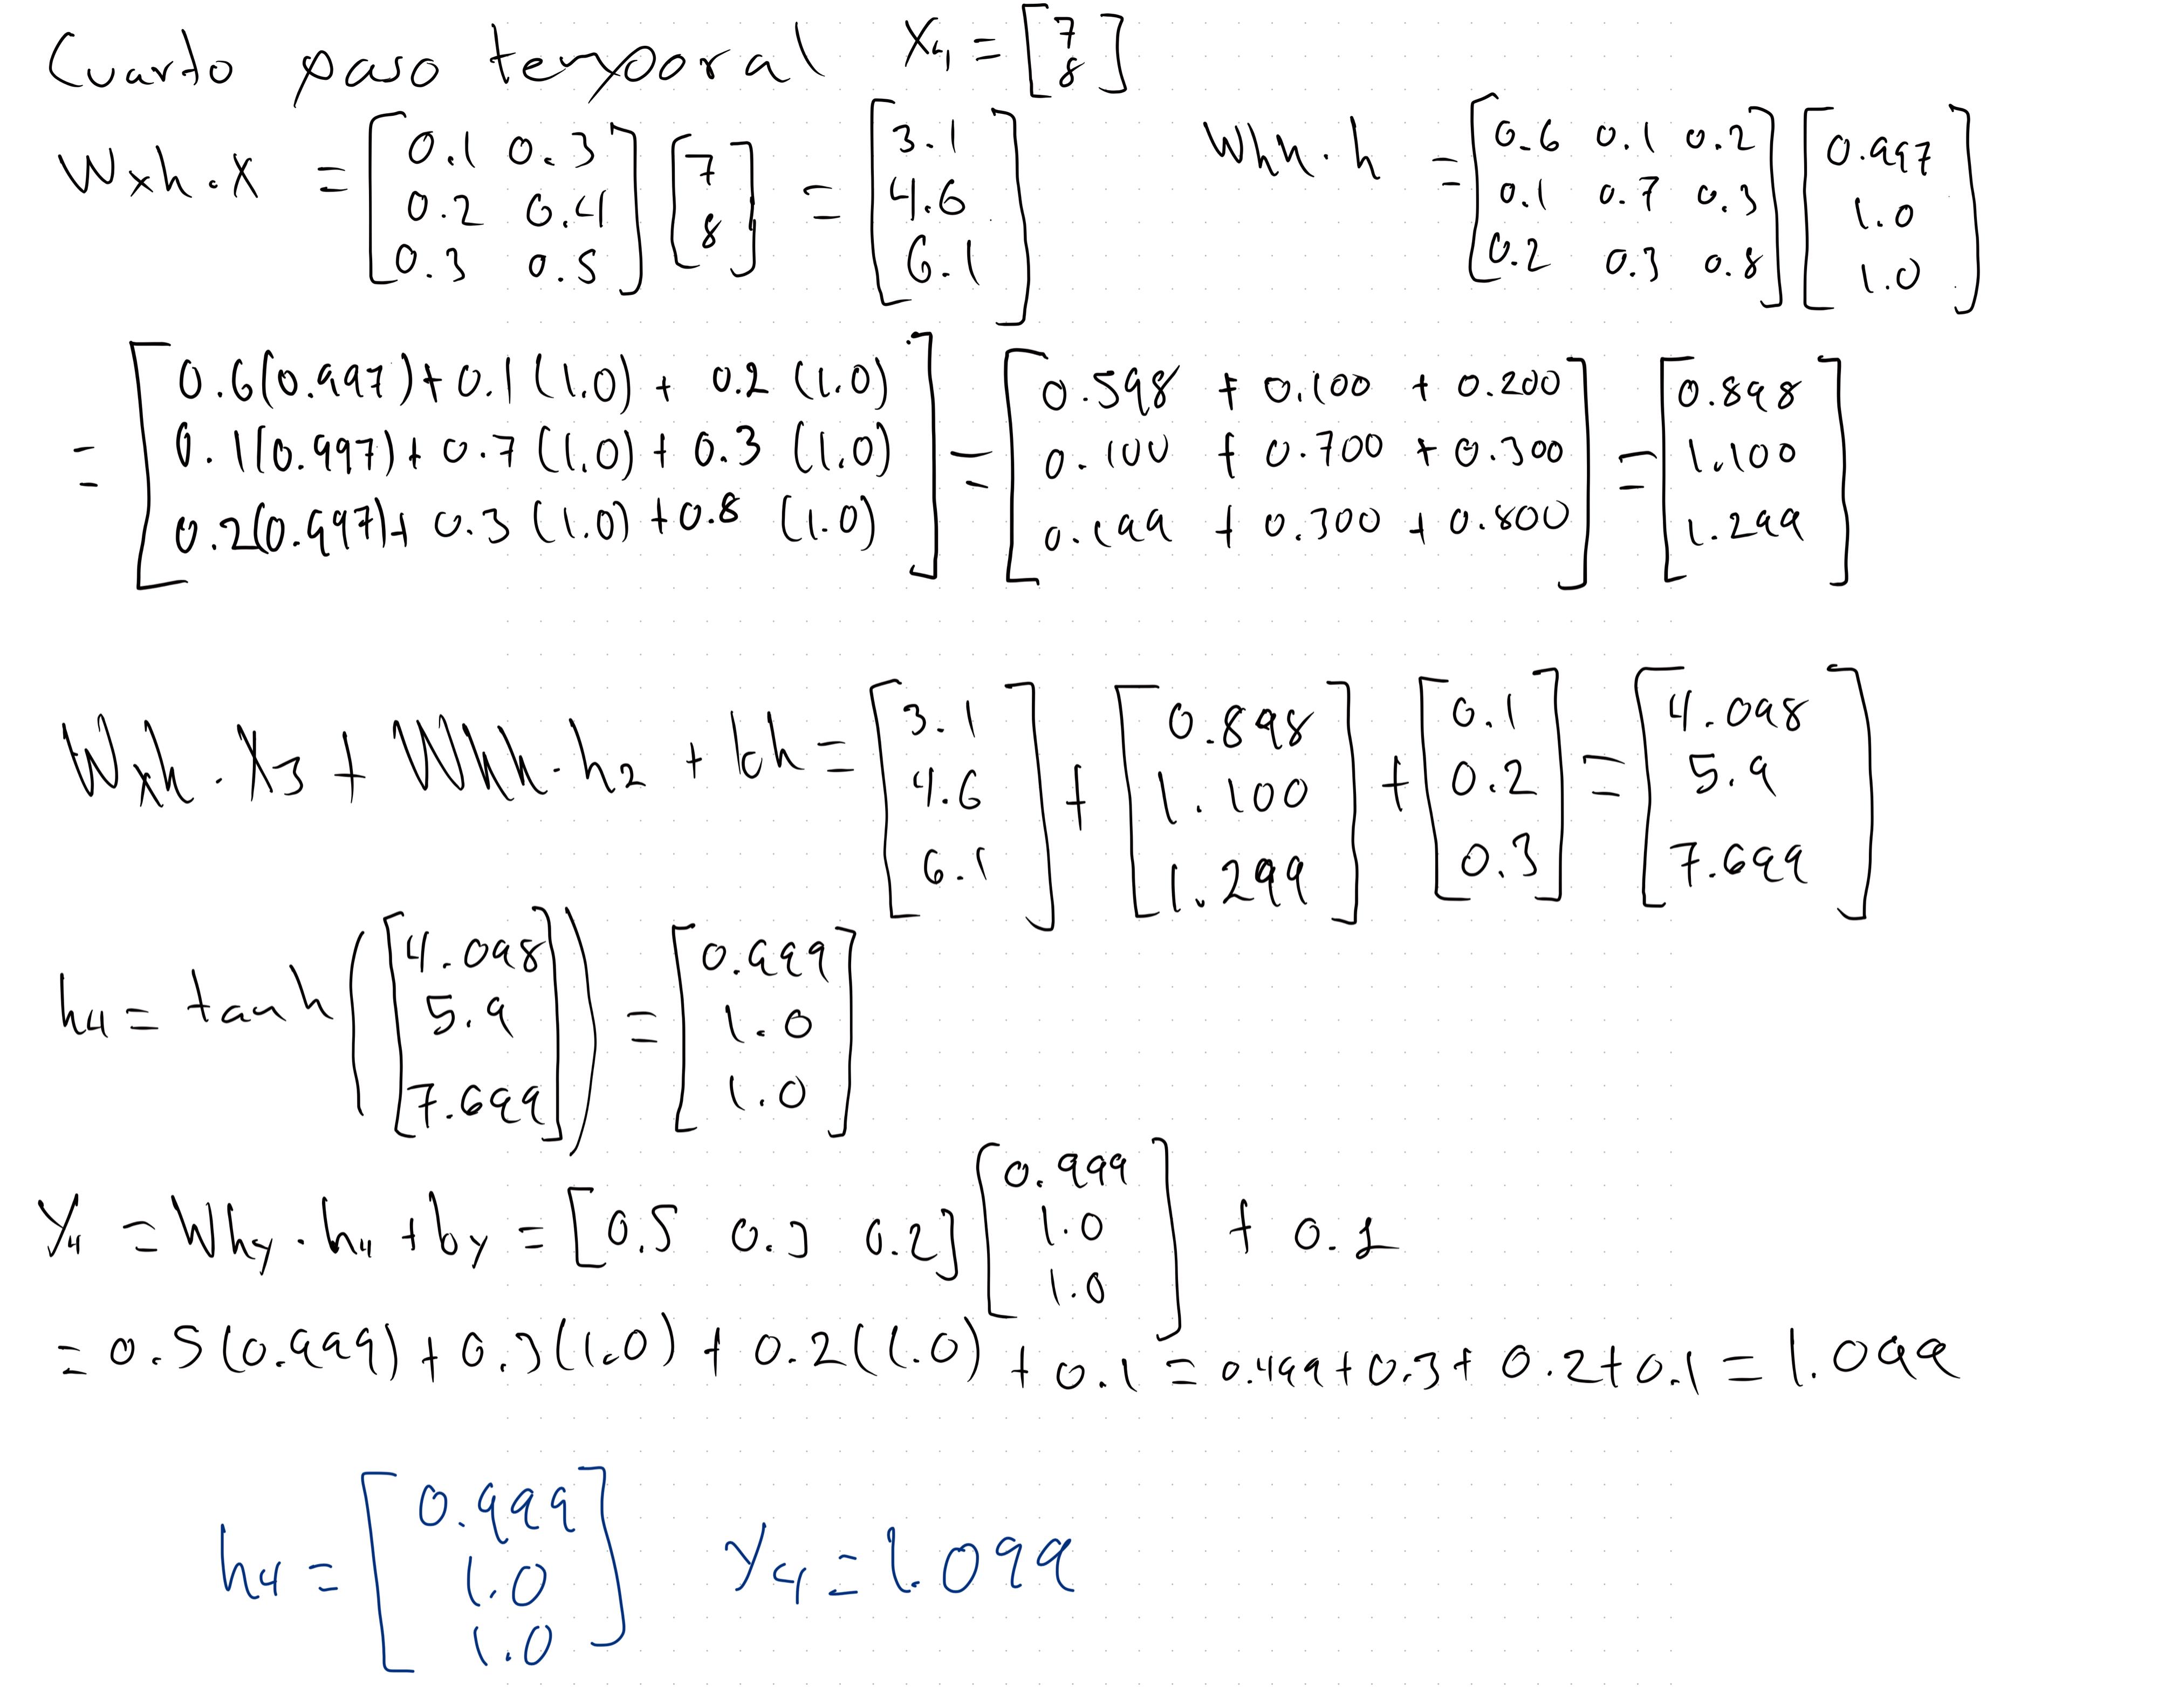 Cuarto paso temporal X4 = [7 8]
Wxh.X = [0.1 0.3 0.2 0.4 0.3 0.5] [7 8] = [3.1 4.6 6.1] Whh.h = [0.6 0.1 0.2 0.1 0.7 0.3 0.2 0.3 0.8] [0.997 1.0 1.0]
= [0.6(0.997)+0.1(1.0)+ 0.2 (1.0) 0.1(0.997)+0.7(1.0)+0.3 (1.0) 0.2(0.997)+0.3(1.0)+0.8 (1.0)] = [0.598 + 0.100 + 0.200 0.100 + 0.700 + 0.300 0.199 + 0.300 + 0.800] = [0.898 1.100 1.299]
Wxh.X3 + Whh.h2 + bh = [3.1 4.6 6.1] + [0.898 1.100 1.299] + [0.1 0.2 0.3] = [4.098 5.9 7.699]
h4 = tanh([4.098 5.9 7.699]) = [0.999 1.0 1.0]
Y4 = Why.h4 + by = [0.5 0.3 0.2] [0.999 1.0 1.0] + 0.1
= 0.5(0.999)+0.3(1.0)+0.2(1.0)+0.1 = 0.499+0.3+0.2+0.1 = 1.099
h4 = [0.999 1.0 1.0] Y4 = 1.099